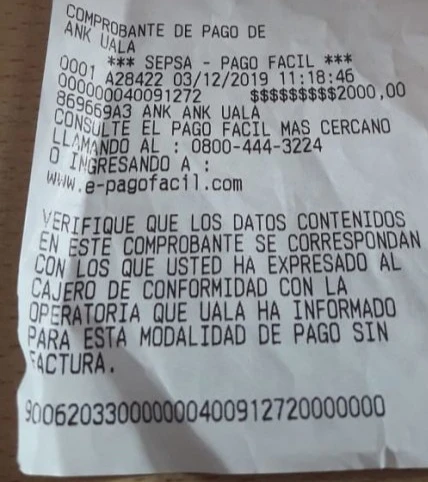 COMPROBANTE DE PAGO DE
ANK UALA
*** SEPSA - PAGO FACIL ***
0001 A28422 03/12/2019 11:18:46
000000040091272 $$$$$$$$$2000,00
869669A3 ANK ANK UALA
CONSULTE EL PAGO FACIL MAS CERCANO
LLAMANDO AL : 0800-444-3224
O INGRESANDO A :
www.e-pagofacil.com
VERIFIQUE QUE LOS DATOS CONTENIDOS
EN ESTE COMPROBANTE SE CORRESPONDAN
CON LOS QUE USTED HA EXPRESADO AL
CAJERO DE CONFORMIDAD CON LA
OPERATORIA QUE UALA HA INFORMADO
PARA ESTA MODALIDAD DE PAGO SIN
FACTURA.
900620330000000400912720000000